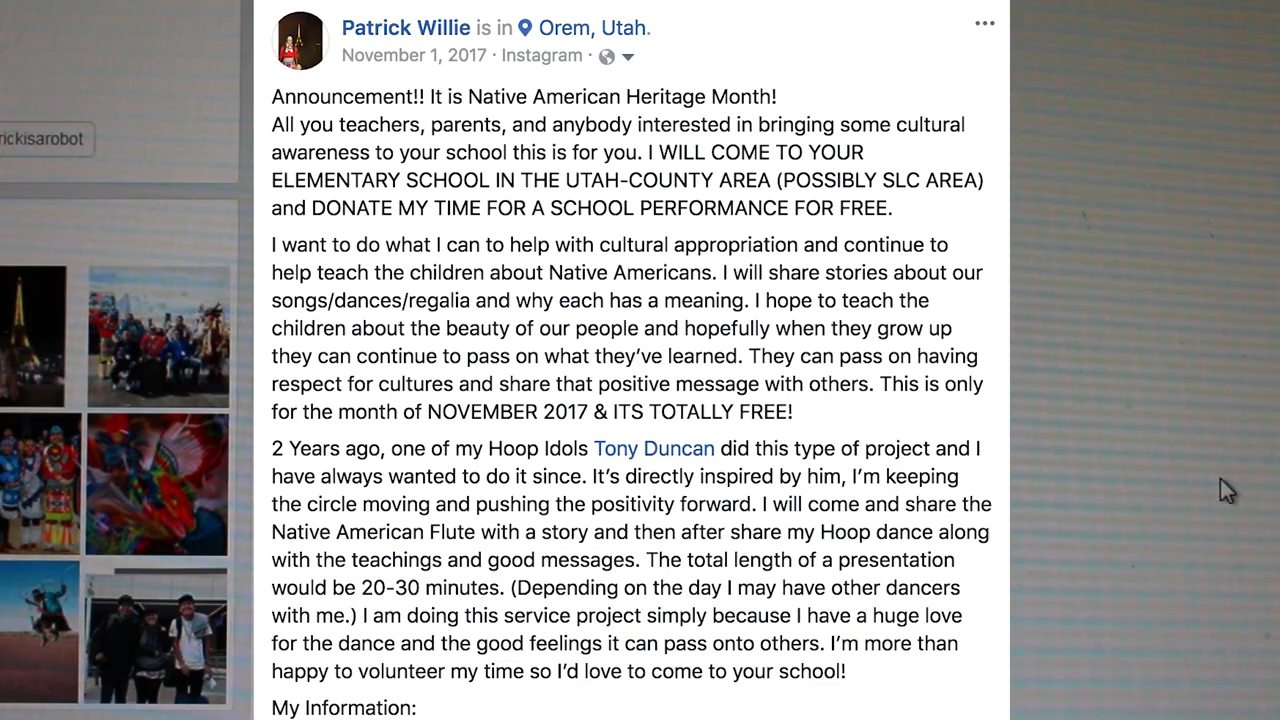 Patrick Willie is in Orem, Utah.
November 1, 2017 · Instagram ·
rickisarobot
Announcement!! It is Native American Heritage Month!
All you teachers, parents, and anybody interested in bringing some cultural
awareness to your school this is for you. I WILL COME TO YOUR
ELEMENTARY SCHOOL IN THE UTAH-COUNTY AREA (POSSIBLY SLC AREA)
and DONATE MY TIME FOR A SCHOOL PERFORMANCE FOR FREE.
I want to do what I can to help with cultural appropriation and continue to
help teach the children about Native Americans. I will share stories about our
songs/dances/regalia and why each has a meaning. I hope to teach the
children about the beauty of our people and hopefully when they grow up
they can continue to pass on what they’ve learned. They can pass on having
respect for cultures and share that positive message with others. This is only
for the month of NOVEMBER 2017 & ITS TOTALLY FREE!
2 Years ago, one of my Hoop Idols Tony Duncan did this type of project and I
have always wanted to do it since. It’s directly inspired by him, I’m keeping
the circle moving and pushing the positivity forward. I will come and share the
Native American Flute with a story and then after share my Hoop dance along
with the teachings and good messages. The total length of a presentation
would be 20-30 minutes. (Depending on the day I may have other dancers
with me.) I am doing this service project simply because I have a huge love
for the dance and the good feelings it can pass onto others. I’m more than
happy to volunteer my time so I’d love to come to your school!
My Information: